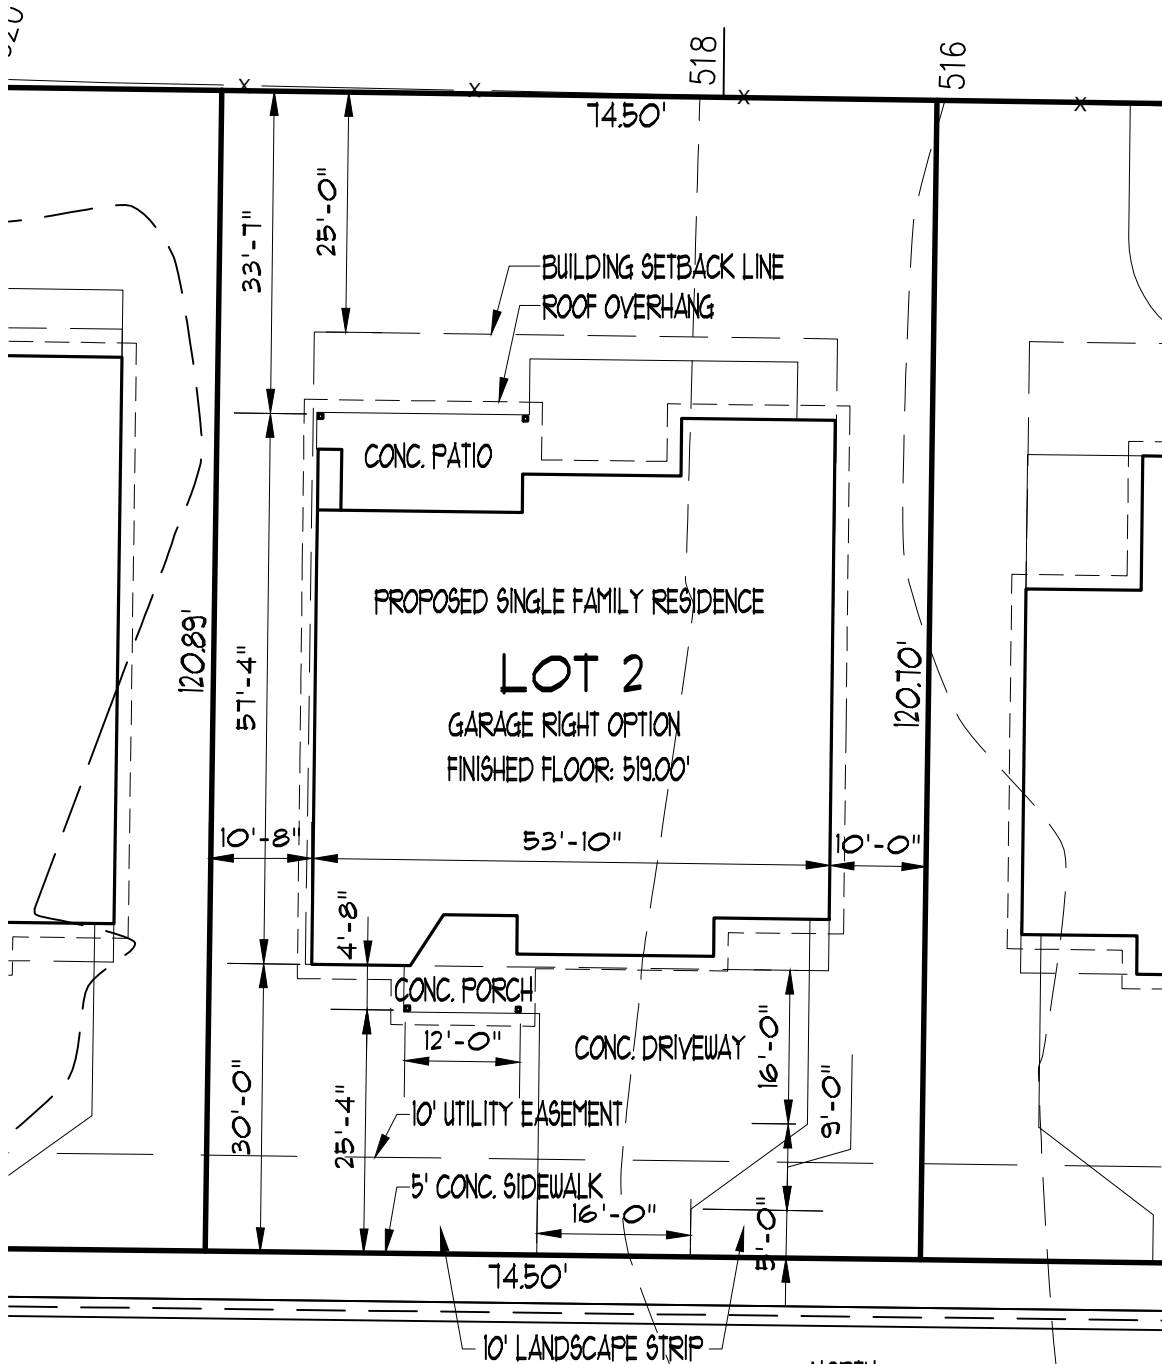 518
516
74.50'
33'-7"
25'-0"
BUILDING SETBACK LINE
ROOF OVERHANG
CONC. PATIO
PROPOSED SINGLE FAMILY RESIDENCE
LOT 2
GARAGE RIGHT OPTION
FINISHED FLOOR: 519.00'
120.89'
57'-4"
120.70'
10'-8"
53'-10"
10'-0"
4'-8"
CONC. PORCH
12'-0"
CONC. DRIVEWAY
16'-0"
9'-0"
30'-0"
25'-4"
10' UTILITY EASEMENT
5' CONC. SIDEWALK
16'-0"
5'-0"
74.50'
10' LANDSCAPE STRIP